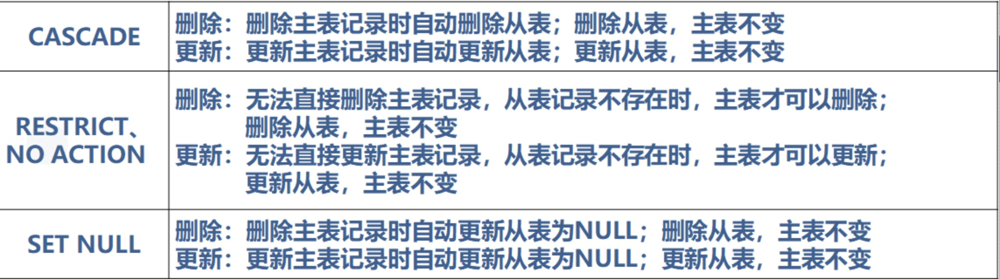 CASCADE
删除：删除主表记录时自动删除从表；删除从表，主表不变
更新：更新主表记录时自动更新从表；更新从表，主表不变
RESTRICT、
NO ACTION
删除：无法直接删除主表记录，从表记录不存在时，主表才可以删除；
删除从表，主表不变
更新：无法直接更新主表记录，从表记录不存在时，主表才可以更新；
更新从表，主表不变
SET NULL
删除：删除主表记录时自动更新从表为NULL；删除从表，主表不变
更新：更新主表记录时自动更新从表为NULL；更新从表，主表不变